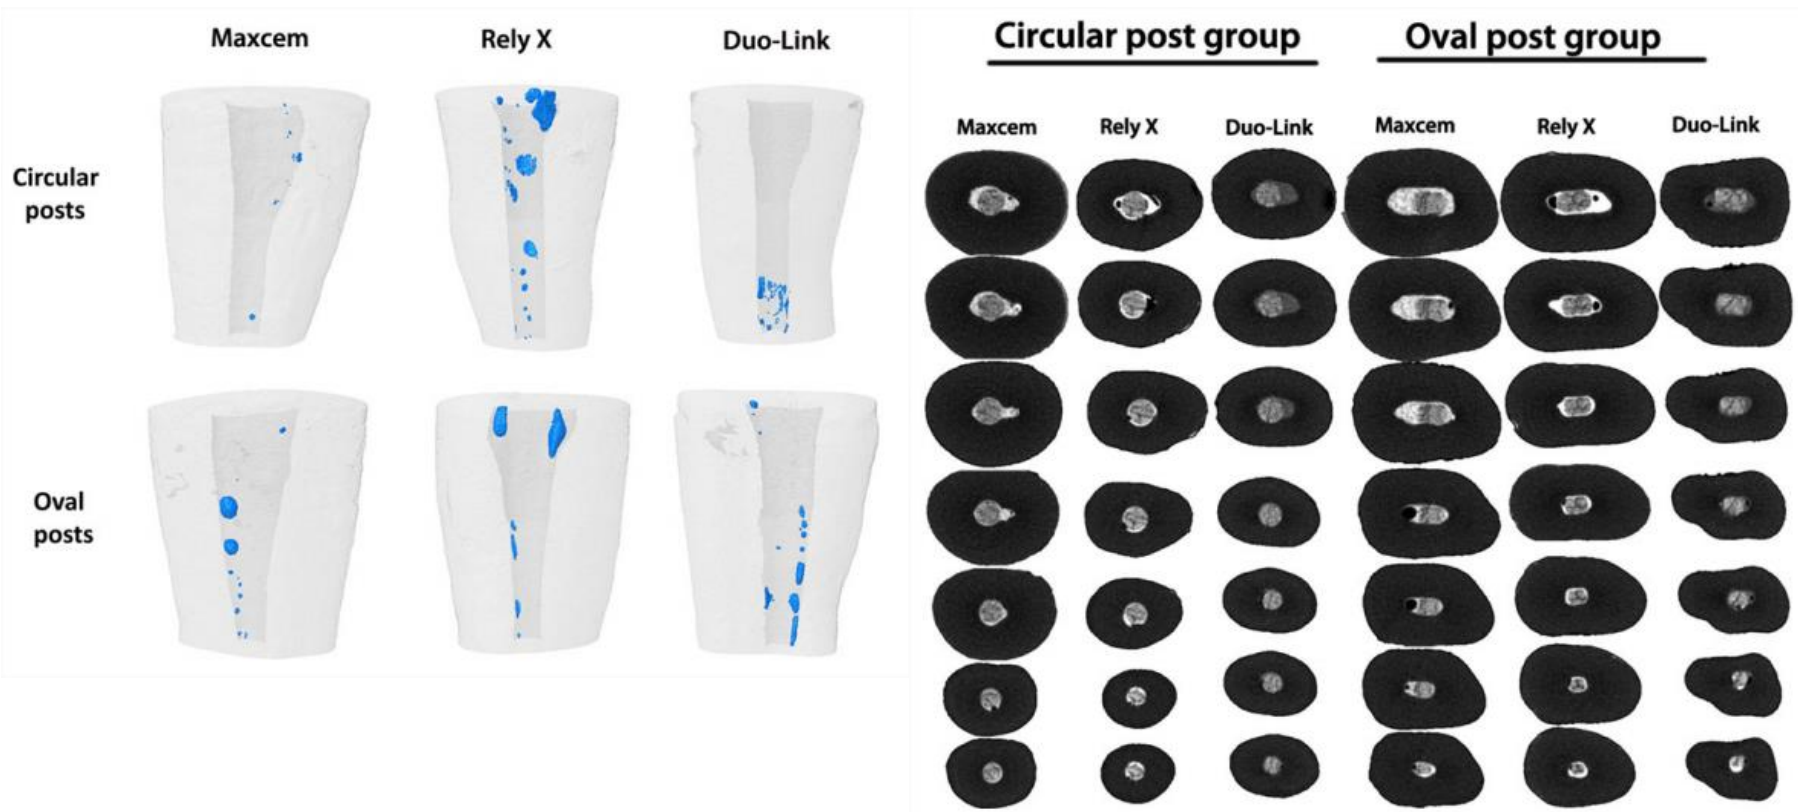 Maxcem Rely X Duo-Link
Circular
posts
Oval
posts
Circular post group Oval post group
Maxcem Rely X Duo-Link Maxcem Rely X Duo-Link